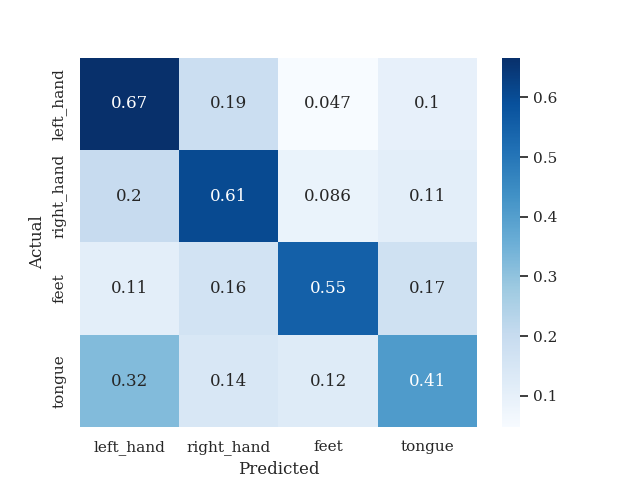 left_hand 0.67 0.19 0.047 0.1
right_hand 0.2 0.61 0.086 0.11
feet 0.11 0.16 0.55 0.17
tongue 0.32 0.14 0.12 0.41
left_hand right_hand feet tongue
Actual
Predicted
0.6
0.5
0.4
0.3
0.2
0.1